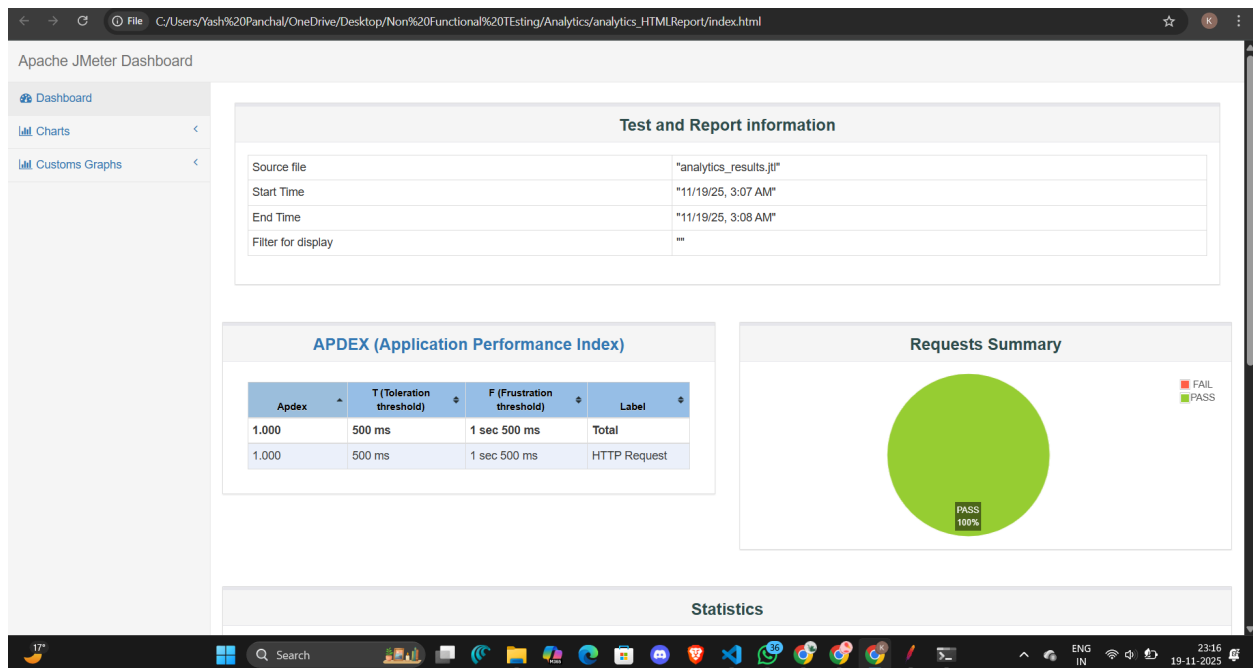 File C:/Users/Yash%20Panchal/OneDrive/Desktop/Non%20Functional%20TEsting/Analytics/analytics_HTMLReport/index.html K
Apache JMeter Dashboard
Dashboard
Charts
Customs Graphs
Test and Report information
Source file "analytics_results.jtl"
Start Time "11/19/25, 3:07 AM"
End Time "11/19/25, 3:08 AM"
Filter for display ""
APDEX (Application Performance Index)
Apdex T (Toleration threshold) F (Frustration threshold) Label
1.000 500 ms 1 sec 500 ms Total
1.000 500 ms 1 sec 500 ms HTTP Request
Requests Summary
FAIL
PASS
PASS
100%
Statistics
17°
Search
36
ENG
IN
23:16
19-11-2025